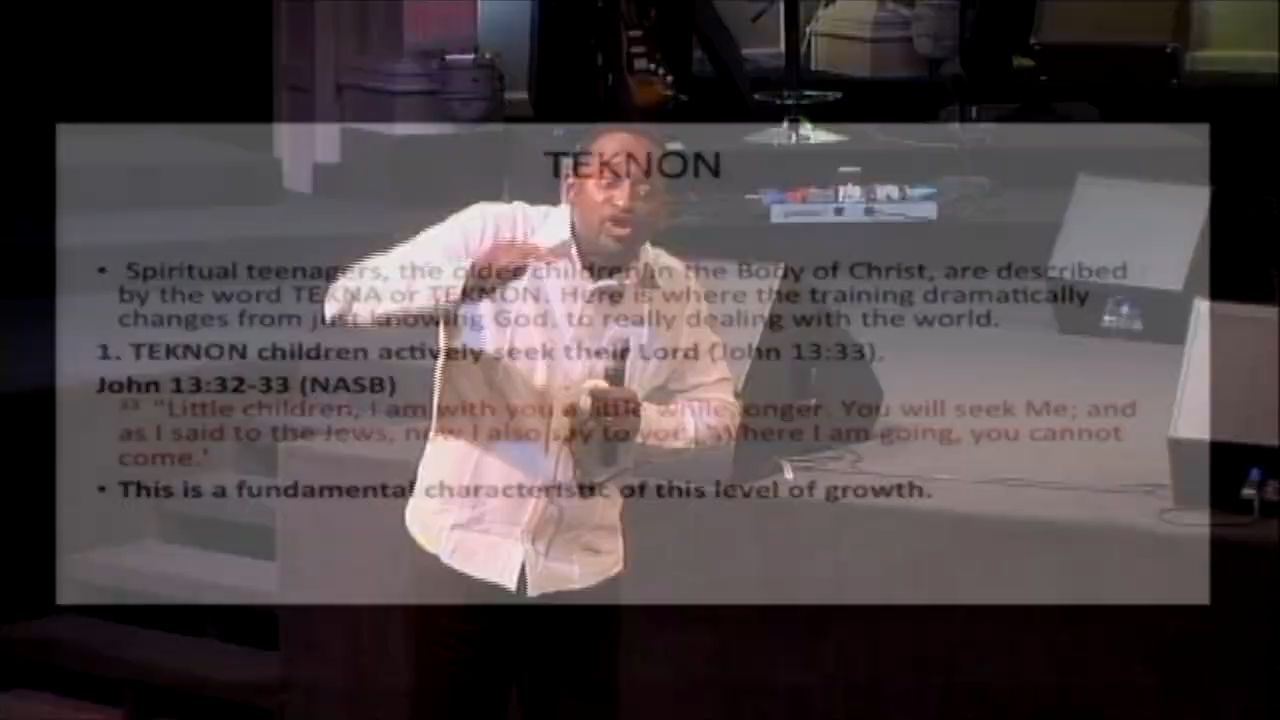 TEKNON
• Spiritual teenagers, the older children in the Body of Christ, are described
by the word TEKNA or TEKNON. Here is where the training dramatically
changes from just knowing God, to really dealing with the world.
1. TEKNON children actively seek their Lord (John 13:33).
John 13:32-33 (NASB)
33 "Little children, I am with you a little while longer. You will seek Me; and
as I said to the Jews, now I also say to you, 'Where I am going, you cannot
come.'
• This is a fundamental characteristic of this level of growth.